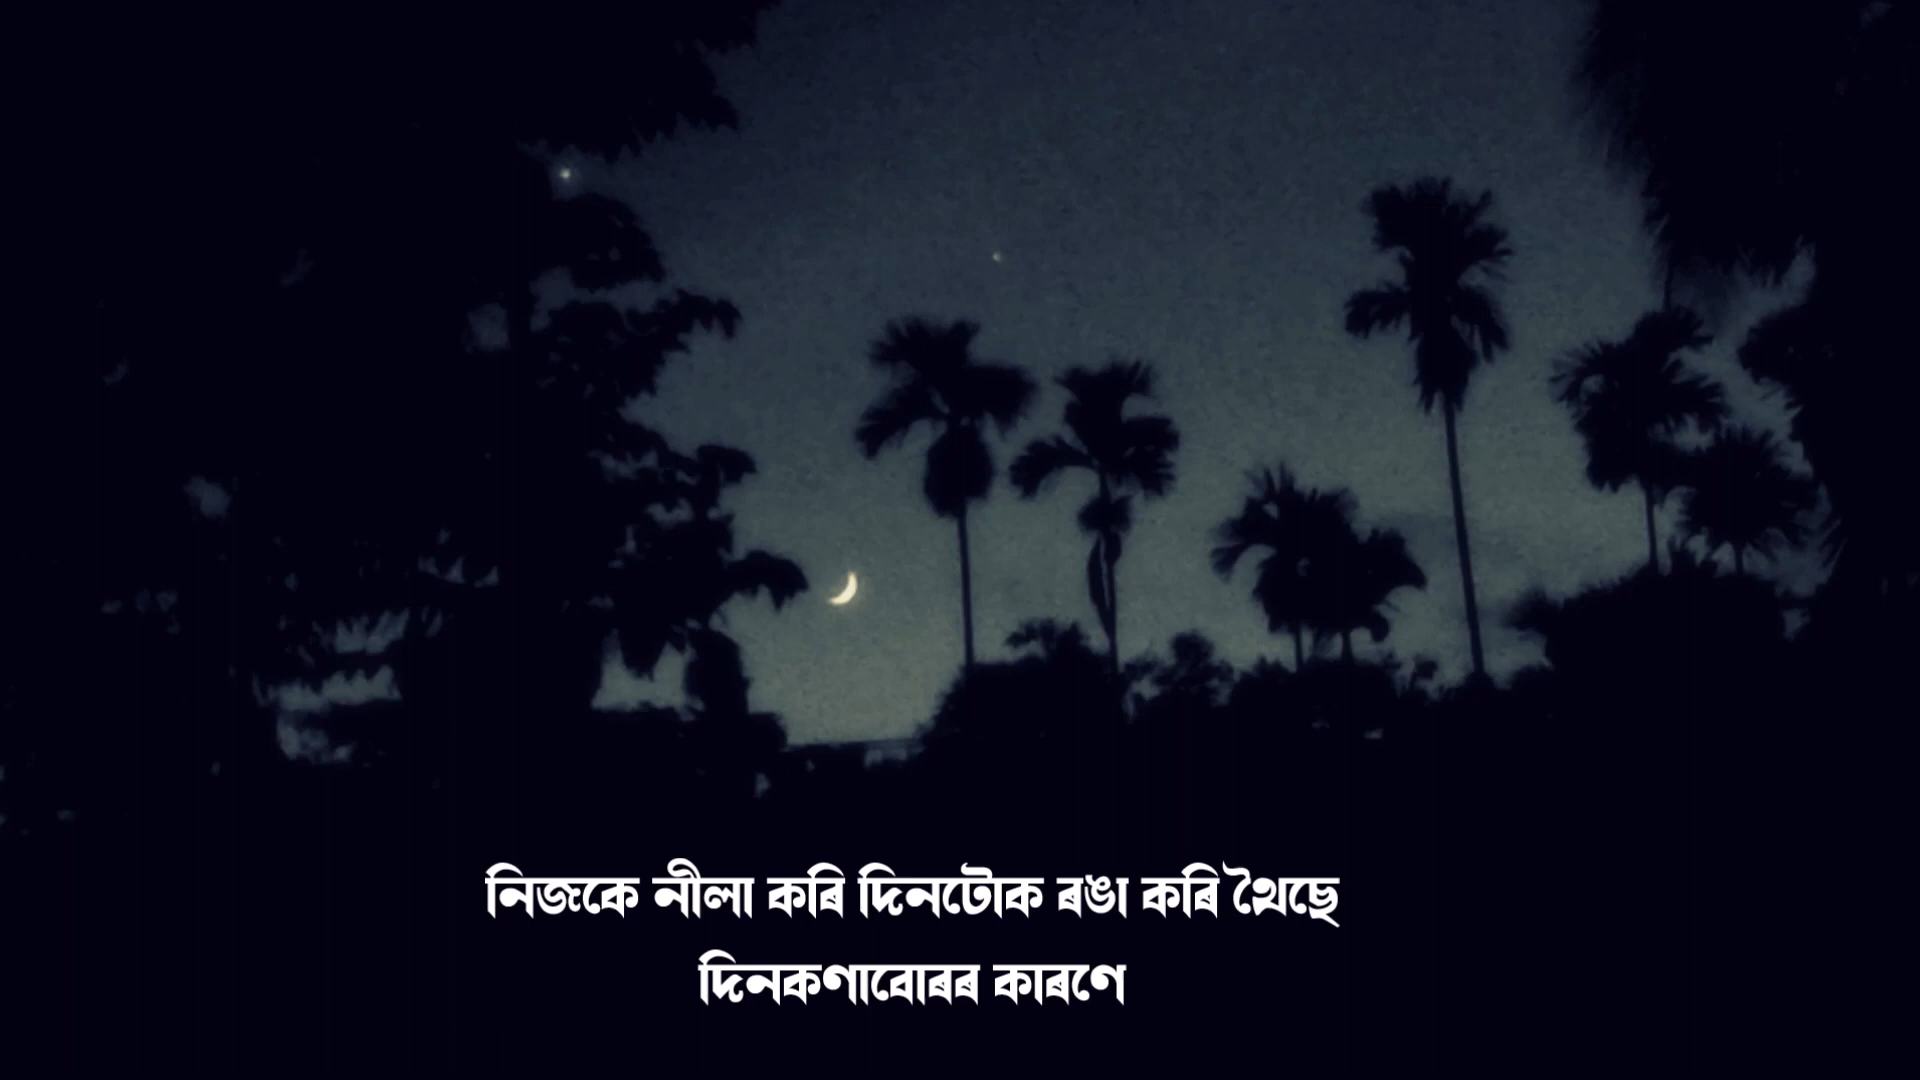 নিজকে নীলা কৰি দিনটোক ৰঙা কৰি থৈছে
দিনকণাবোৰৰ কাৰণে